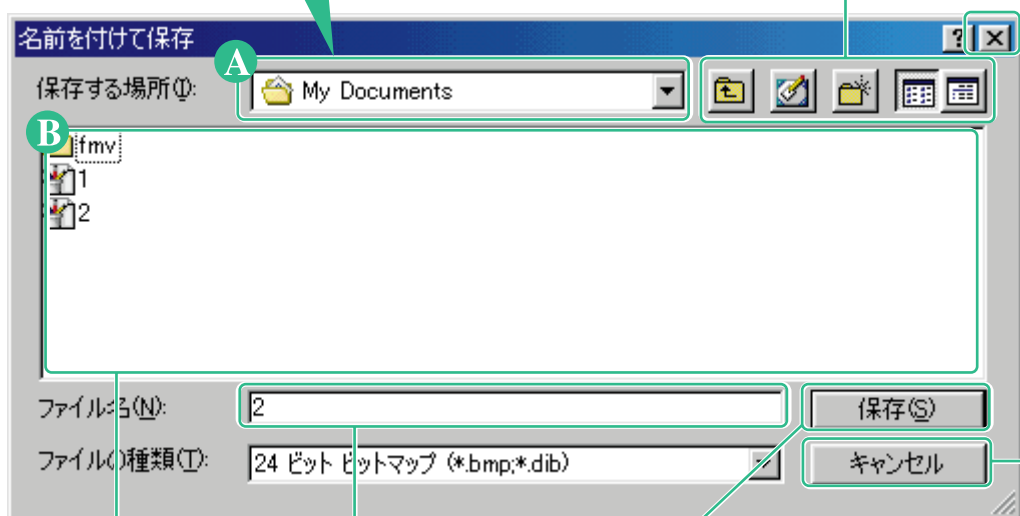 名前を付けて保存
保存する場所(I):
A
My Documents
B
fmv
1
2
ファイル名(N):
2
保存(S)
ファイルの種類(T):
24 ビット ビットマップ (*.bmp;*.dib)
キャンセル